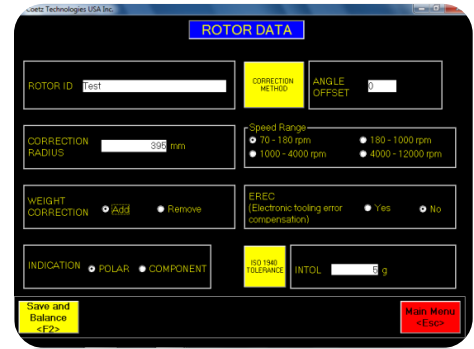 Coetz Technologies USA Inc.
ROTOR DATA
ROTOR ID Test
CORRECTION
METHOD
ANGLE
OFFSET 0
CORRECTION
RADIUS 395 mm
Speed Range
70 - 180 rpm 180 - 1000 rpm
1000 - 4000 rpm 4000 - 12000 rpm
WEIGHT
CORRECTION Add Remove
EREC
(Electronic tooling error
compensation) Yes No
INDICATION POLAR COMPONENT
ISO 1940
TOLERANCE INTOL 5 g
Save and
Balance
<F2>
Main Menu
<Esc>